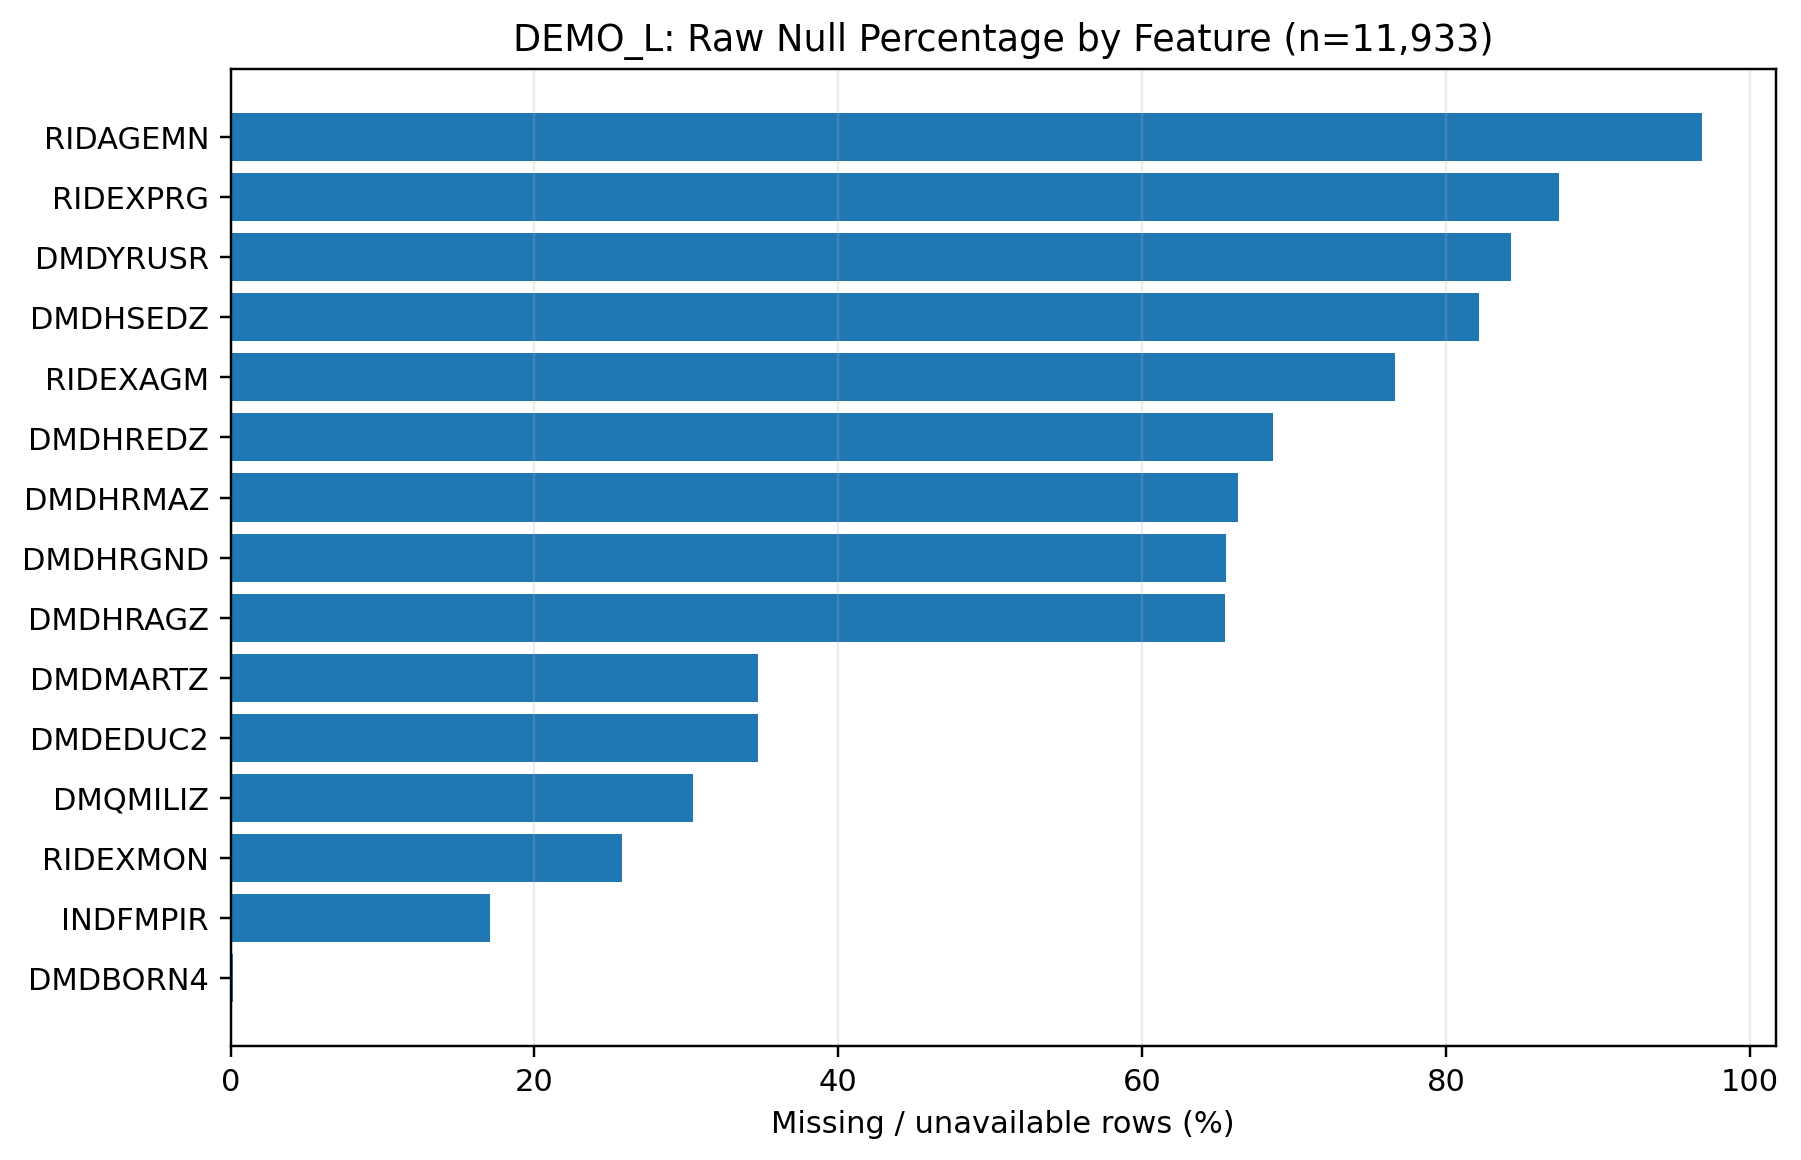 DEMO_L: Raw Null Percentage by Feature (n=11,933)
RIDAGEMN
RIDEXPRG
DMDYRUSR
DMDHSEDZ
RIDEXAGM
DMDHREDZ
DMDHRMAZ
DMDHRGND
DMDHRAGZ
DMDMARTZ
DMDEDUC2
DMQMILIZ
RIDEXMON
INDFMPIR
DMDBORN4
0 20 40 60 80 100
Missing / unavailable rows (%)